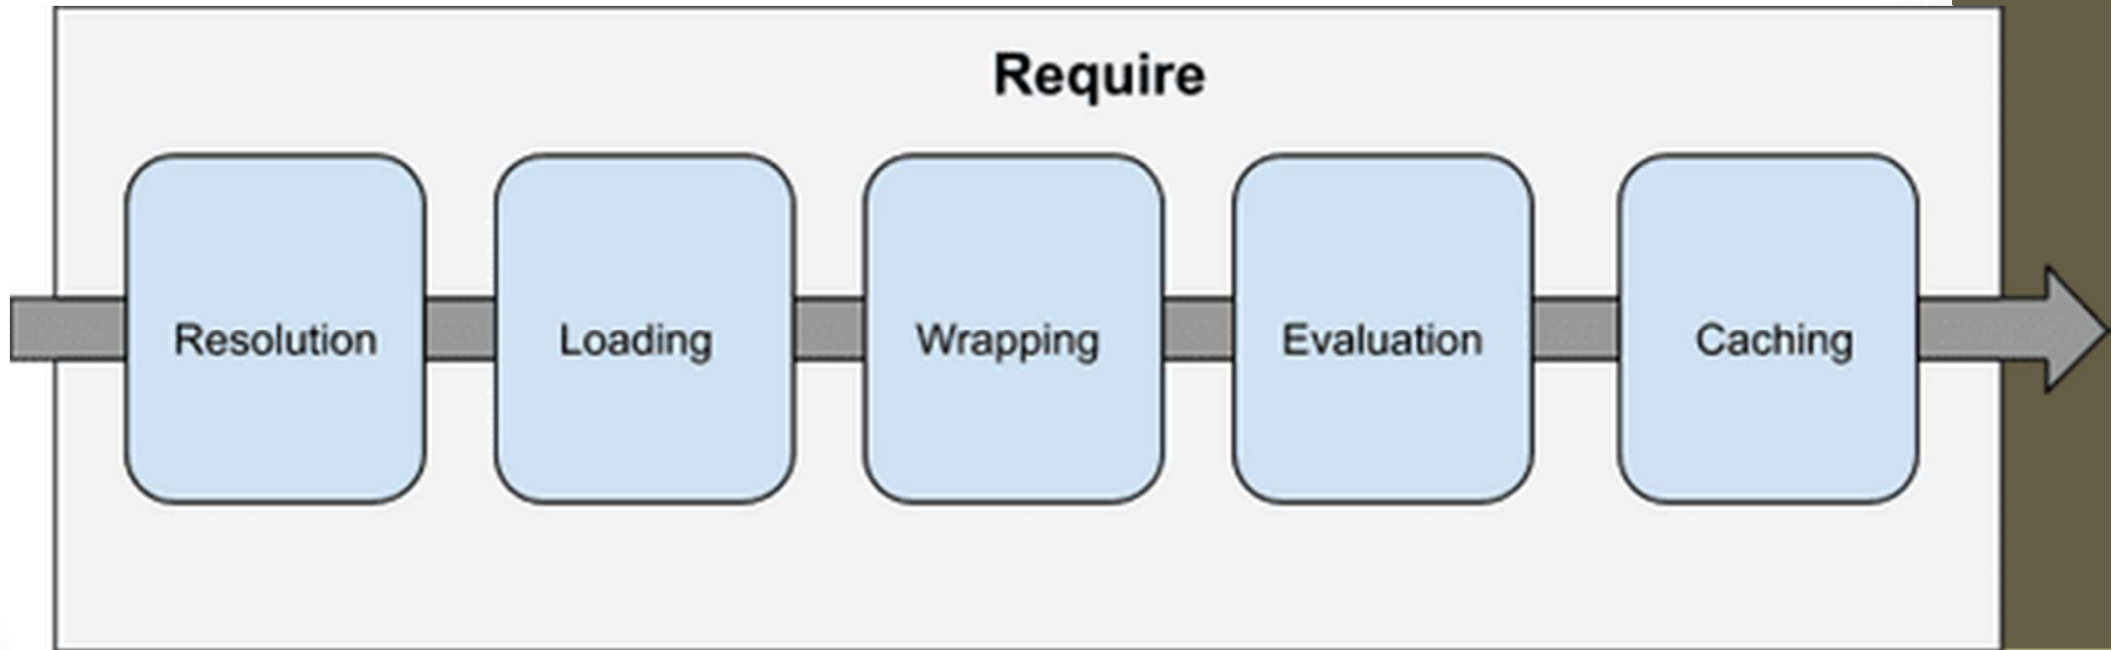 Require
Resolution
Loading
Wrapping
Evaluation
Caching